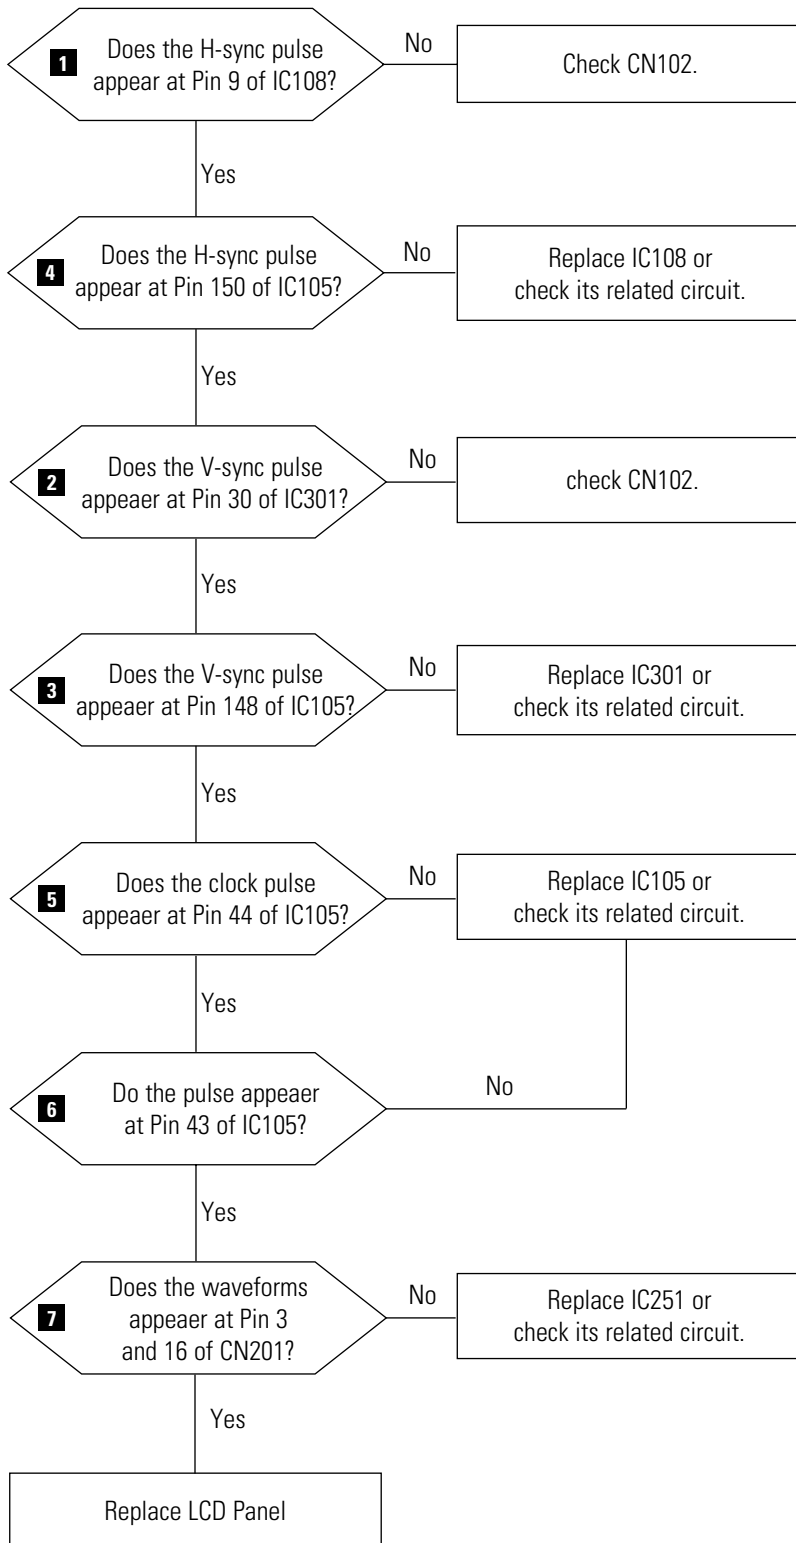 1
Does the H-sync pulse
appear at Pin 9 of IC108?
No
Check CN102.
Yes
4
Does the H-sync pulse
appear at Pin 150 of IC105?
No
Replace IC108 or
check its related circuit.
Yes
2
Does the V-sync pulse
appeaer at Pin 30 of IC301?
No
check CN102.
Yes
3
Does the V-sync pulse
appeaer at Pin 148 of IC105?
No
Replace IC301 or
check its related circuit.
Yes
5
Does the clock pulse
appeaer at Pin 44 of IC105?
No
Replace IC105 or
check its related circuit.
Yes
6
Do the pulse appeaer
at Pin 43 of IC105?
No
Yes
7
Does the waveforms
appeaer at Pin 3
and 16 of CN201?
No
Replace IC251 or
check its related circuit.
Yes
Replace LCD Panel